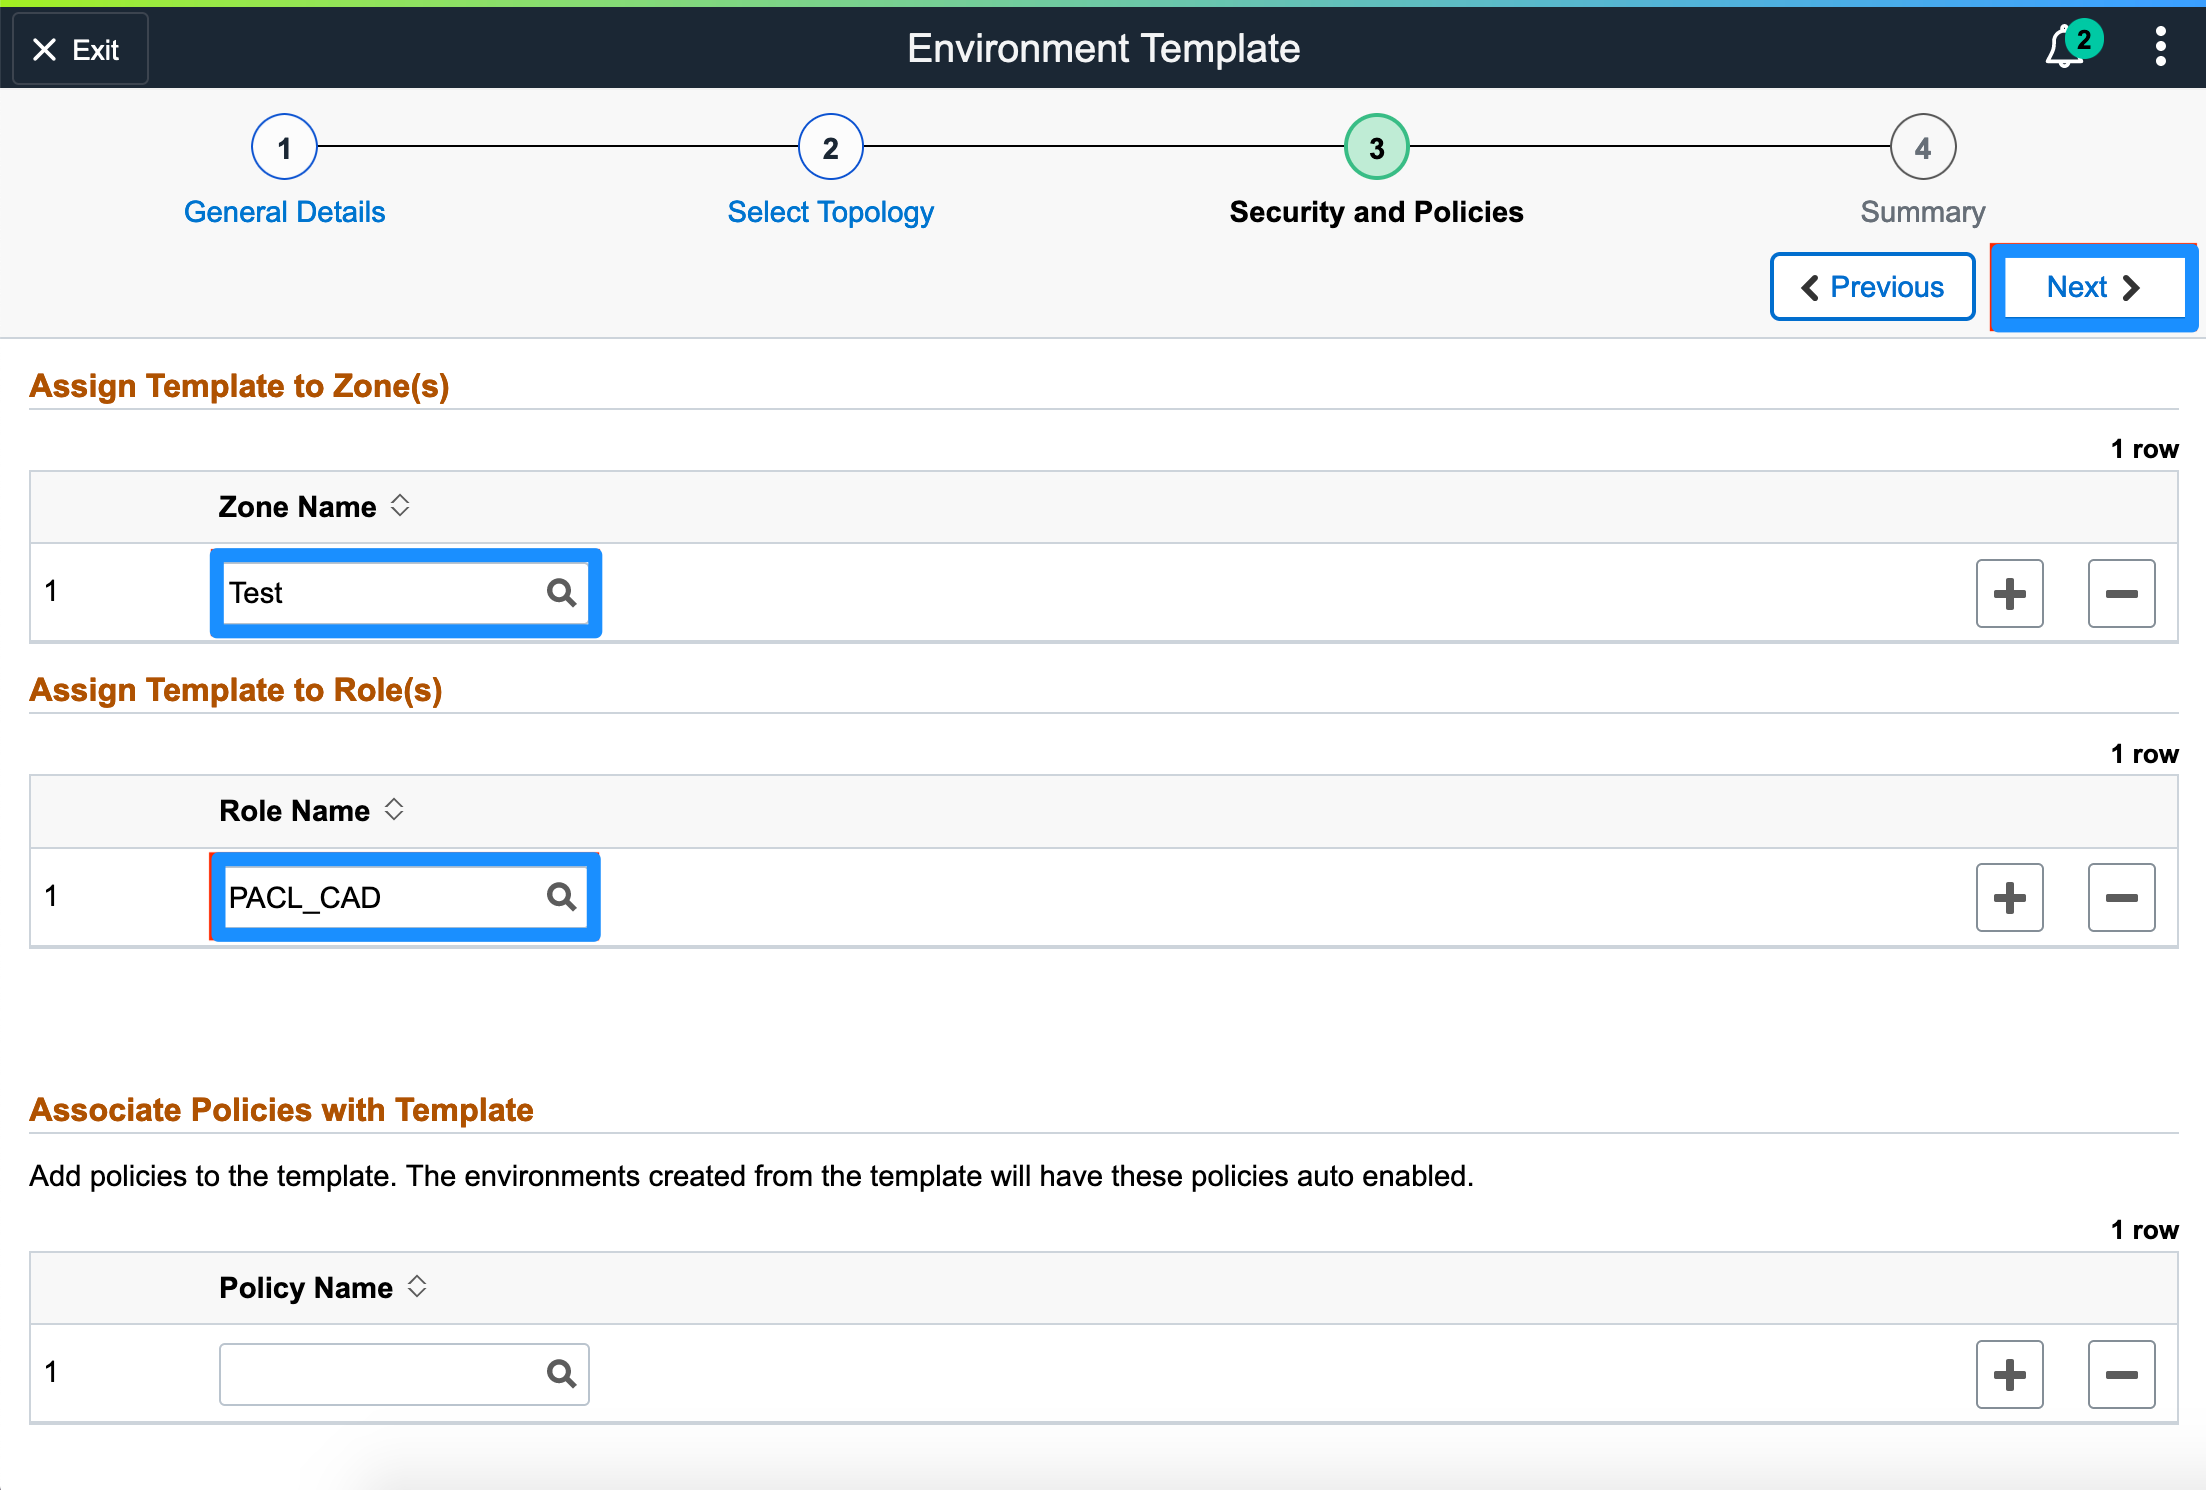 Exit
Environment Template
2
1
2
3
4
General Details
Select Topology
Security and Policies
Summary
Previous
Next
Assign Template to Zone(s)
1 row
Zone Name
1
Test
Assign Template to Role(s)
1 row
Role Name
1
PACL_CAD
Associate Policies with Template
Add policies to the template. The environments created from the template will have these policies auto enabled.
1 row
Policy Name
1